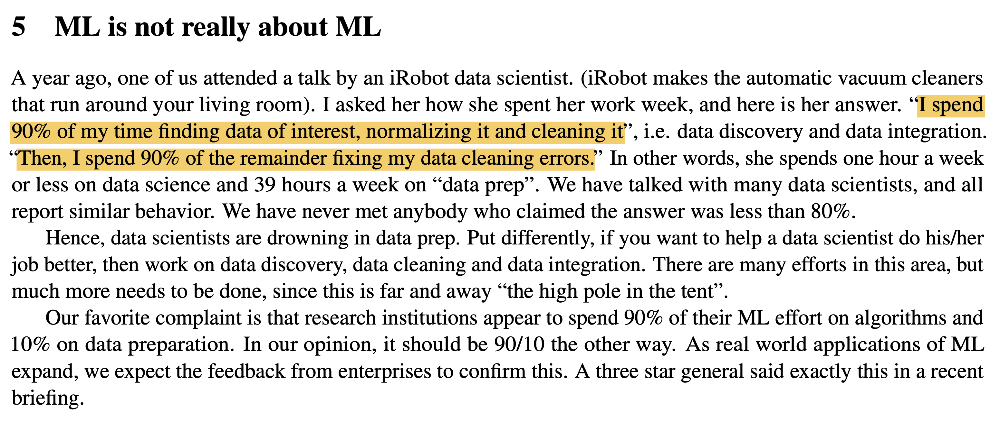 5 ML is not really about ML
A year ago, one of us attended a talk by an iRobot data scientist. (iRobot makes the automatic vacuum cleaners
that run around your living room). I asked her how she spent her work week, and here is her answer. “I spend
90% of my time finding data of interest, normalizing it and cleaning it”, i.e. data discovery and data integration.
“Then, I spend 90% of the remainder fixing my data cleaning errors.” In other words, she spends one hour a week
or less on data science and 39 hours a week on “data prep”. We have talked with many data scientists, and all
report similar behavior. We have never met anybody who claimed the answer was less than 80%.
Hence, data scientists are drowning in data prep. Put differently, if you want to help a data scientist do his/her
job better, then work on data discovery, data cleaning and data integration. There are many efforts in this area, but
much more needs to be done, since this is far and away “the high pole in the tent”.
Our favorite complaint is that research institutions appear to spend 90% of their ML effort on algorithms and
10% on data preparation. In our opinion, it should be 90/10 the other way. As real world applications of ML
expand, we expect the feedback from enterprises to confirm this. A three star general said exactly this in a recent
briefing.